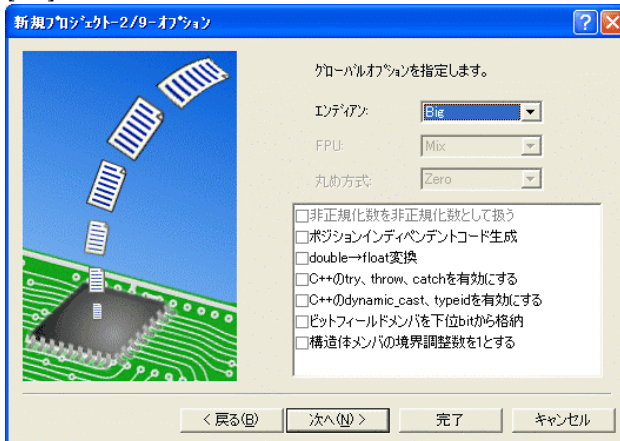 新規プロジェクト-2/9-オプション
グローバルオプションを指定します。
エンディアン: Big
FPU: Mix
丸め方式: Zero
非正規化数を非正規化数として扱う
ポジションインディペンデントコード生成
double→float変換
C++のtry、throw、catchを有効にする
C++のdynamic_cast、typeidを有効にする
ビットフィールドメンバを下位bitから格納
構造体メンバの境界調整数を1とする
< 戻る(B) 次へ(N) > 完了 キャンセル